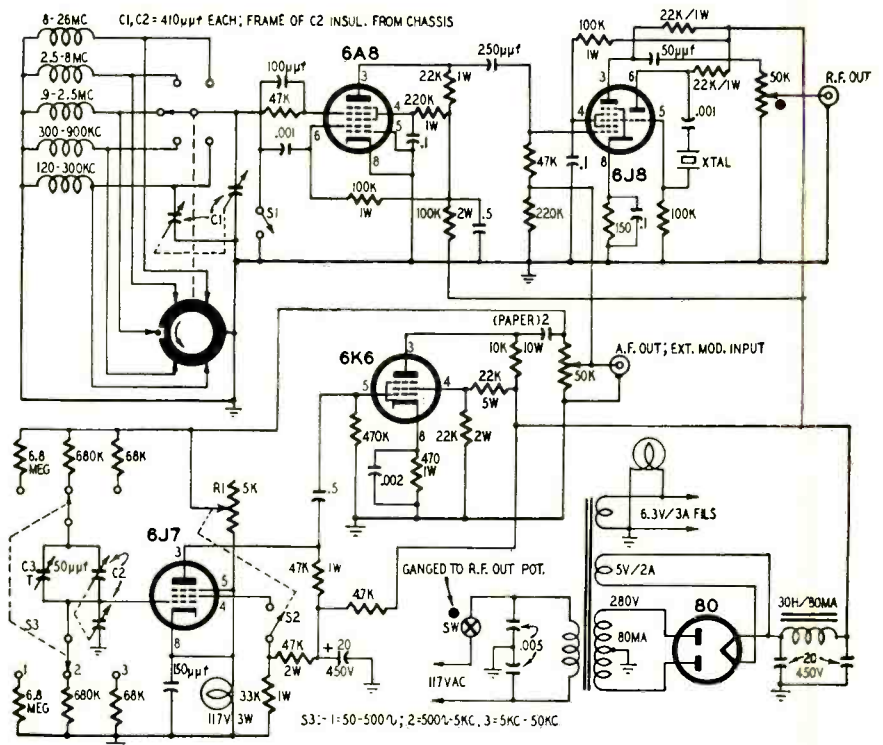 8-26MC
C1, C2 = 410μμf EACH; FRAME OF C2 INSUL. FROM CHASSIS
2.5-8MC
.9-2.5MC
300-900KC
120-300KC
C1
S1
100μμf
47K
.001
6A8
3
6
4
5
8
22K
1W
220K
1W
.1
100K
1W
100K
2W
.5
250μμf
47K
220K
100K
1W
22K/1W
50μμf
22K/1W
3
6
5
8
6J8
.1
150
.1
.001
XTAL
100K
50K
R.F. OUT
6K6
3
5
4
8
470K
.002
470
1W
22K
2W
22K
5W
10K
10W
(PAPER) 2
50K
A.F. OUT; EXT. MOD. INPUT
6.8
MEG
680K
68K
R1
5K
6J7
3
5
4
8
C3
T
50μμf
C2
S3
.5
47K
1W
47K
S2
47K
2W
+
20
450V
33K
1W
150μμf
117V
3W
1
6.8
MEG
2
680K
3
68K
S3:- 1=50-500~; 2=500~-5KC, 3=5KC-50KC
GANGED TO R.F. OUT POT.
SW
117VAC
.005
6.3V/3A FILS
5V/2A
280V
80MA
80
30H/80MA
20
450V